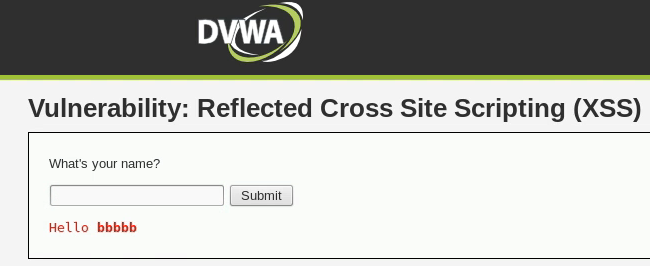 DVWA
Vulnerability: Reflected Cross Site Scripting (XSS)
What's your name?
Submit
Hello bbbbb